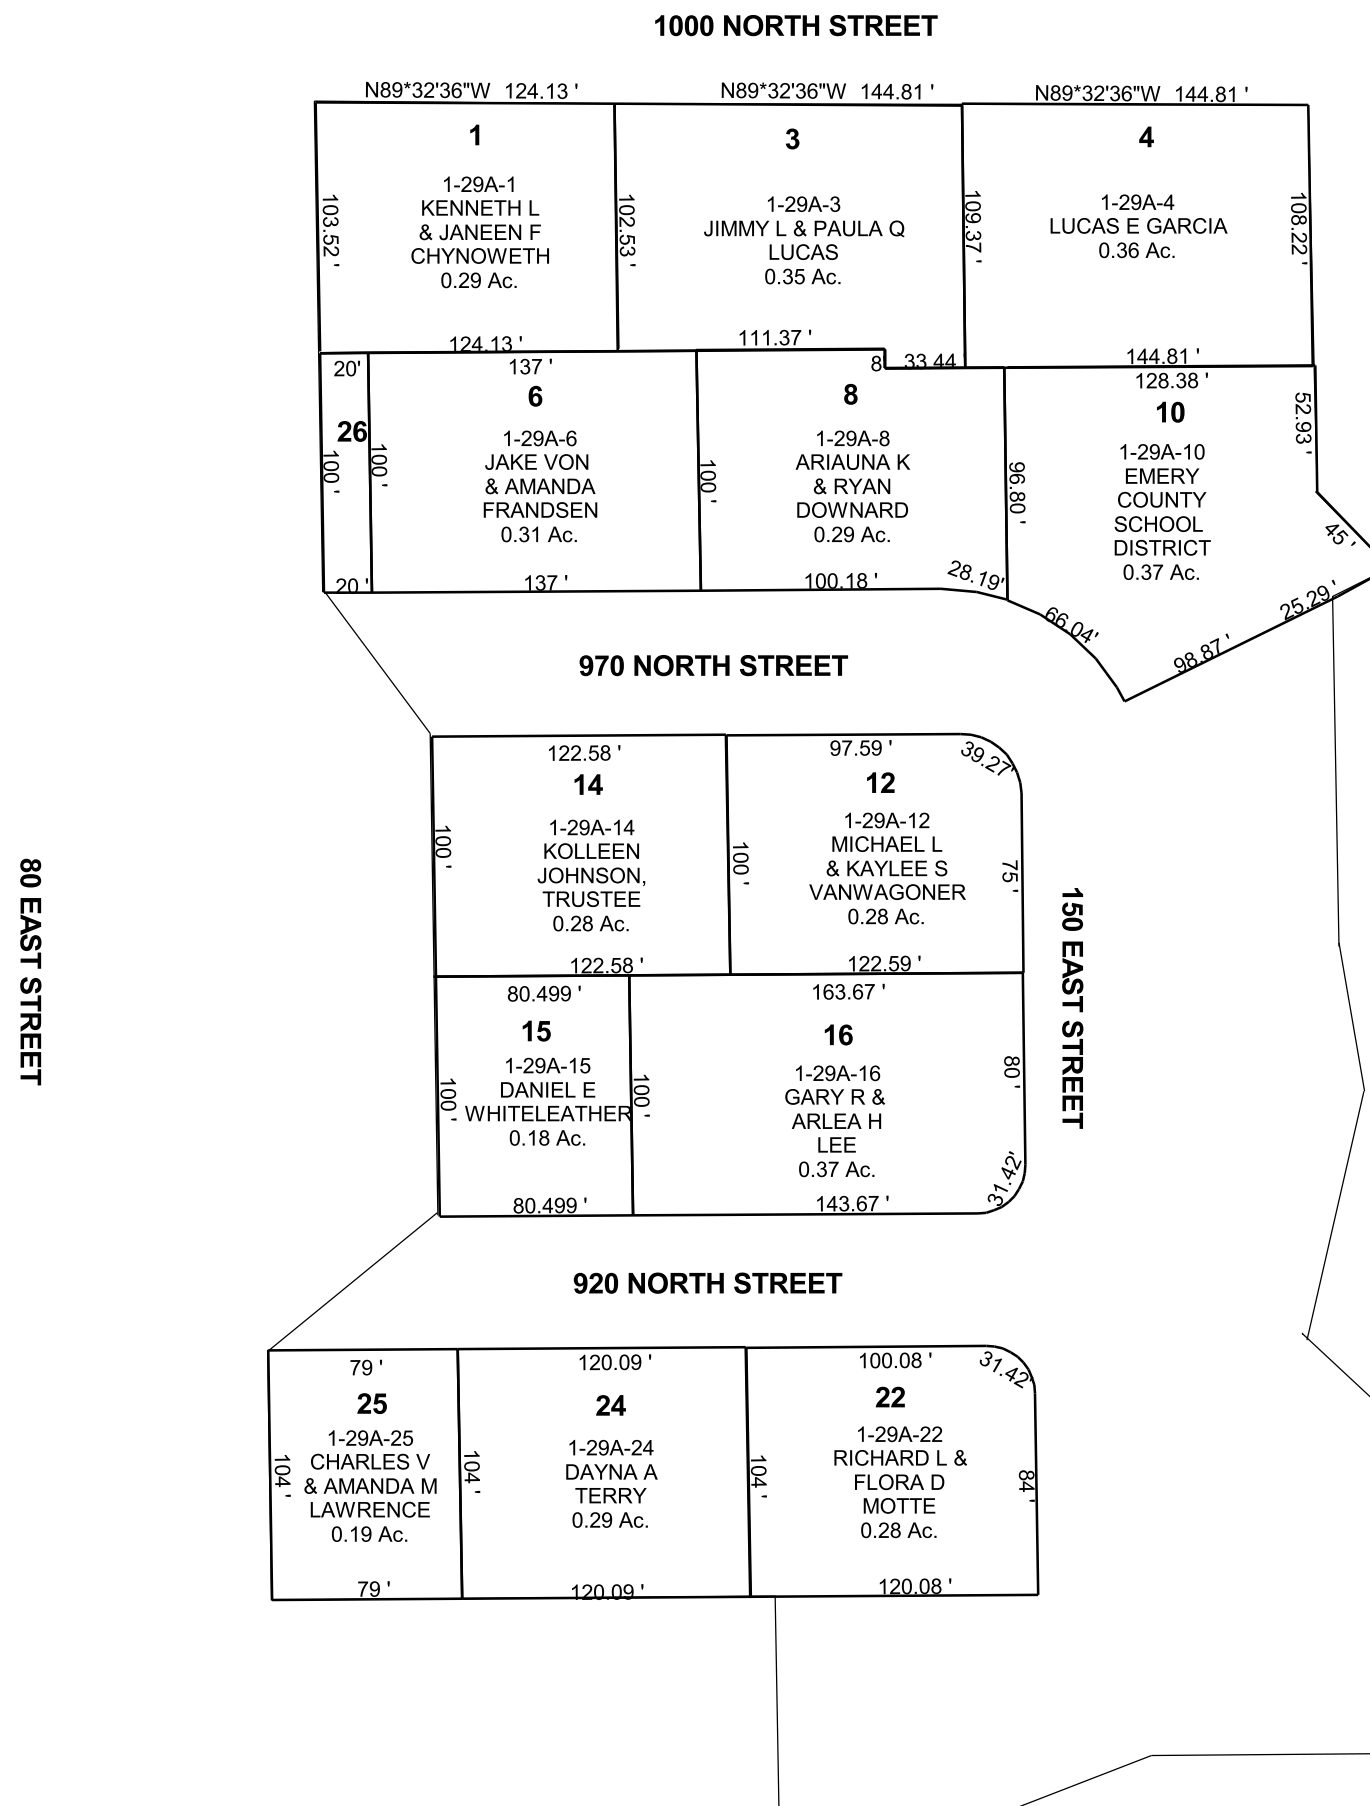 1000 NORTH STREET
N89*32'36"W 124.13 '
N89*32'36"W 144.81 '
N89*32'36"W 144.81 '
1
1-29A-1
KENNETH L
& JANEEN F
CHYNOWETH
0.29 Ac.
103.52 '
102.53 '
124.13 '
3
1-29A-3
JIMMY L & PAULA Q
LUCAS
0.35 Ac.
109.37 '
111.37 '
8
33.44
4
1-29A-4
LUCAS E GARCIA
0.36 Ac.
108.22 '
144.81 '
20'
26
100 '
100 '
20 '
137 '
6
1-29A-6
JAKE VON
& AMANDA
FRANDSEN
0.31 Ac.
137 '
100 '
8
1-29A-8
ARIAUNA K
& RYAN
DOWNARD
0.29 Ac.
100.18 '
28.19'
96.80 '
128.38 '
10
1-29A-10
EMERY
COUNTY
SCHOOL
DISTRICT
0.37 Ac.
52.93 '
45 '
25.29 '
98.87 '
66.04'
970 NORTH STREET
122.58 '
14
1-29A-14
KOLLEEN
JOHNSON,
TRUSTEE
0.28 Ac.
100 '
122.58 '
97.59 '
39.27'
12
1-29A-12
MICHAEL L
& KAYLEE S
VANWAGONER
0.28 Ac.
100 '
75 '
122.59 '
80 EAST STREET
150 EAST STREET
80.499 '
15
1-29A-15
DANIEL E
WHITELEATHER
0.18 Ac.
100 '
100 '
80.499 '
163.67 '
16
1-29A-16
GARY R &
ARLEA H
LEE
0.37 Ac.
80 '
31.42'
143.67 '
920 NORTH STREET
79 '
25
1-29A-25
CHARLES V
& AMANDA M
LAWRENCE
0.19 Ac.
104 '
104 '
79 '
120.09 '
24
1-29A-24
DAYNA A
TERRY
0.29 Ac.
120.09 '
104 '
100.08 '
31.42'
22
1-29A-22
RICHARD L &
FLORA D
MOTTE
0.28 Ac.
84 '
120.08 '